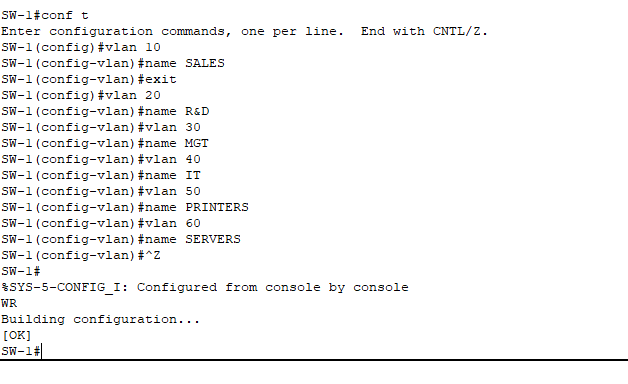 SW-1#conf t
Enter configuration commands, one per line.  End with CNTL/Z.
SW-1(config)#vlan 10
SW-1(config-vlan)#name SALES
SW-1(config-vlan)#exit
SW-1(config)#vlan 20
SW-1(config-vlan)#name R&D
SW-1(config-vlan)#vlan 30
SW-1(config-vlan)#name MGT
SW-1(config-vlan)#vlan 40
SW-1(config-vlan)#name IT
SW-1(config-vlan)#vlan 50
SW-1(config-vlan)#name PRINTERS
SW-1(config-vlan)#vlan 60
SW-1(config-vlan)#name SERVERS
SW-1(config-vlan)#^Z
SW-1#
%SYS-5-CONFIG_I: Configured from console by console
WR
Building configuration...
[OK]
SW-1#